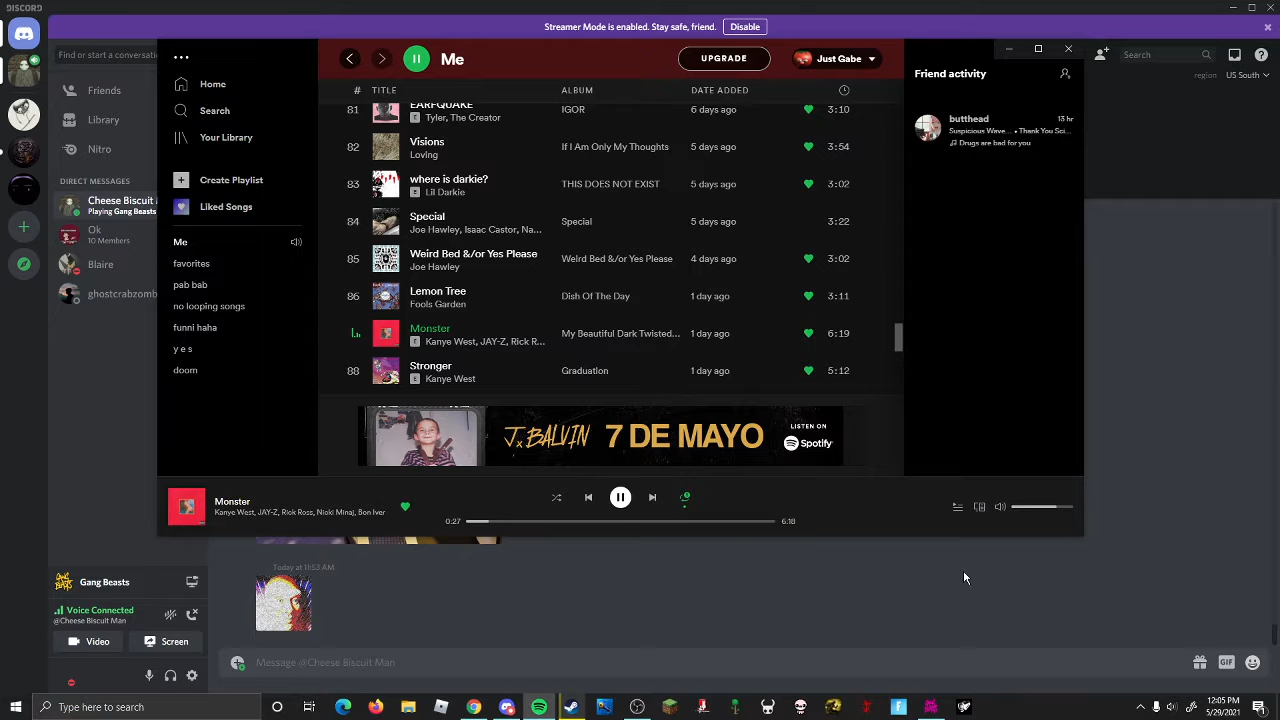 DISCORD
Streamer Mode is enabled. Stay safe, friend. Disable
Find or start a conversatio
Friends
Library
Nitro
DIRECT MESSAGES
Cheese Biscuit
Playing Gang Beasts
Ok
10 Members
Blaire
ghostcrabzomb
Home
Search
Your Library
Create Playlist
Liked Songs
Me
favorites
pab bab
no looping songs
funni haha
y e s
doom
Me
UPGRADE
Just Gabe
# TITLE ALBUM DATE ADDED
81 EARFQUAKE IGOR 6 days ago 3:10
E Tyler, The Creator
82 Visions If I Am Only My Thoughts 5 days ago 3:54
Loving
83 where is darkie? THIS DOES NOT EXIST 5 days ago 3:02
E Lil Darkie
84 Special Special 5 days ago 3:22
Joe Hawley, Isaac Castor, Na...
85 Weird Bed &/or Yes Please Weird Bed &/or Yes Please 4 days ago 3:02
Joe Hawley
86 Lemon Tree Dish Of The Day 1 day ago 3:11
Fools Garden
Monster My Beautiful Dark Twisted... 1 day ago 6:19
E Kanye West, JAY-Z, Rick R...
88 Stronger Graduation 1 day ago 5:12
E Kanye West
J. BALVIN 7 DE MAYO LISTEN ON
Spotify
Friend activity
butthead 13 hr
Suspicious Wave... • Thank You Sci...
Drugs are bad for you
Search
region US South
Monster
Kanye West, JAY-Z, Rick Ross, Nicki Minaj, Bon Iver
0:27 6:18
Today at 11:53 AM
GANG BEASTS Gang Beasts
Voice Connected
@Cheese Biscuit Man
Video Screen
Message @Cheese Biscuit Man
GIF
Type here to search
12:05 PM
5/29/2021